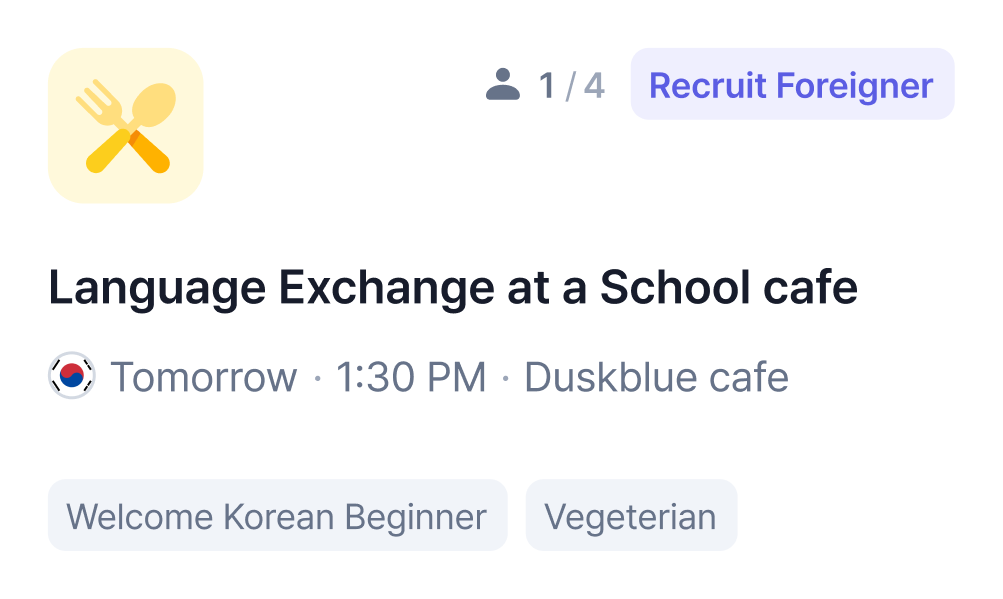 1 / 4 Recruit Foreigner
Language Exchange at a School cafe
Tomorrow · 1:30 PM · Duskblue cafe
Welcome Korean Beginner Vegeterian